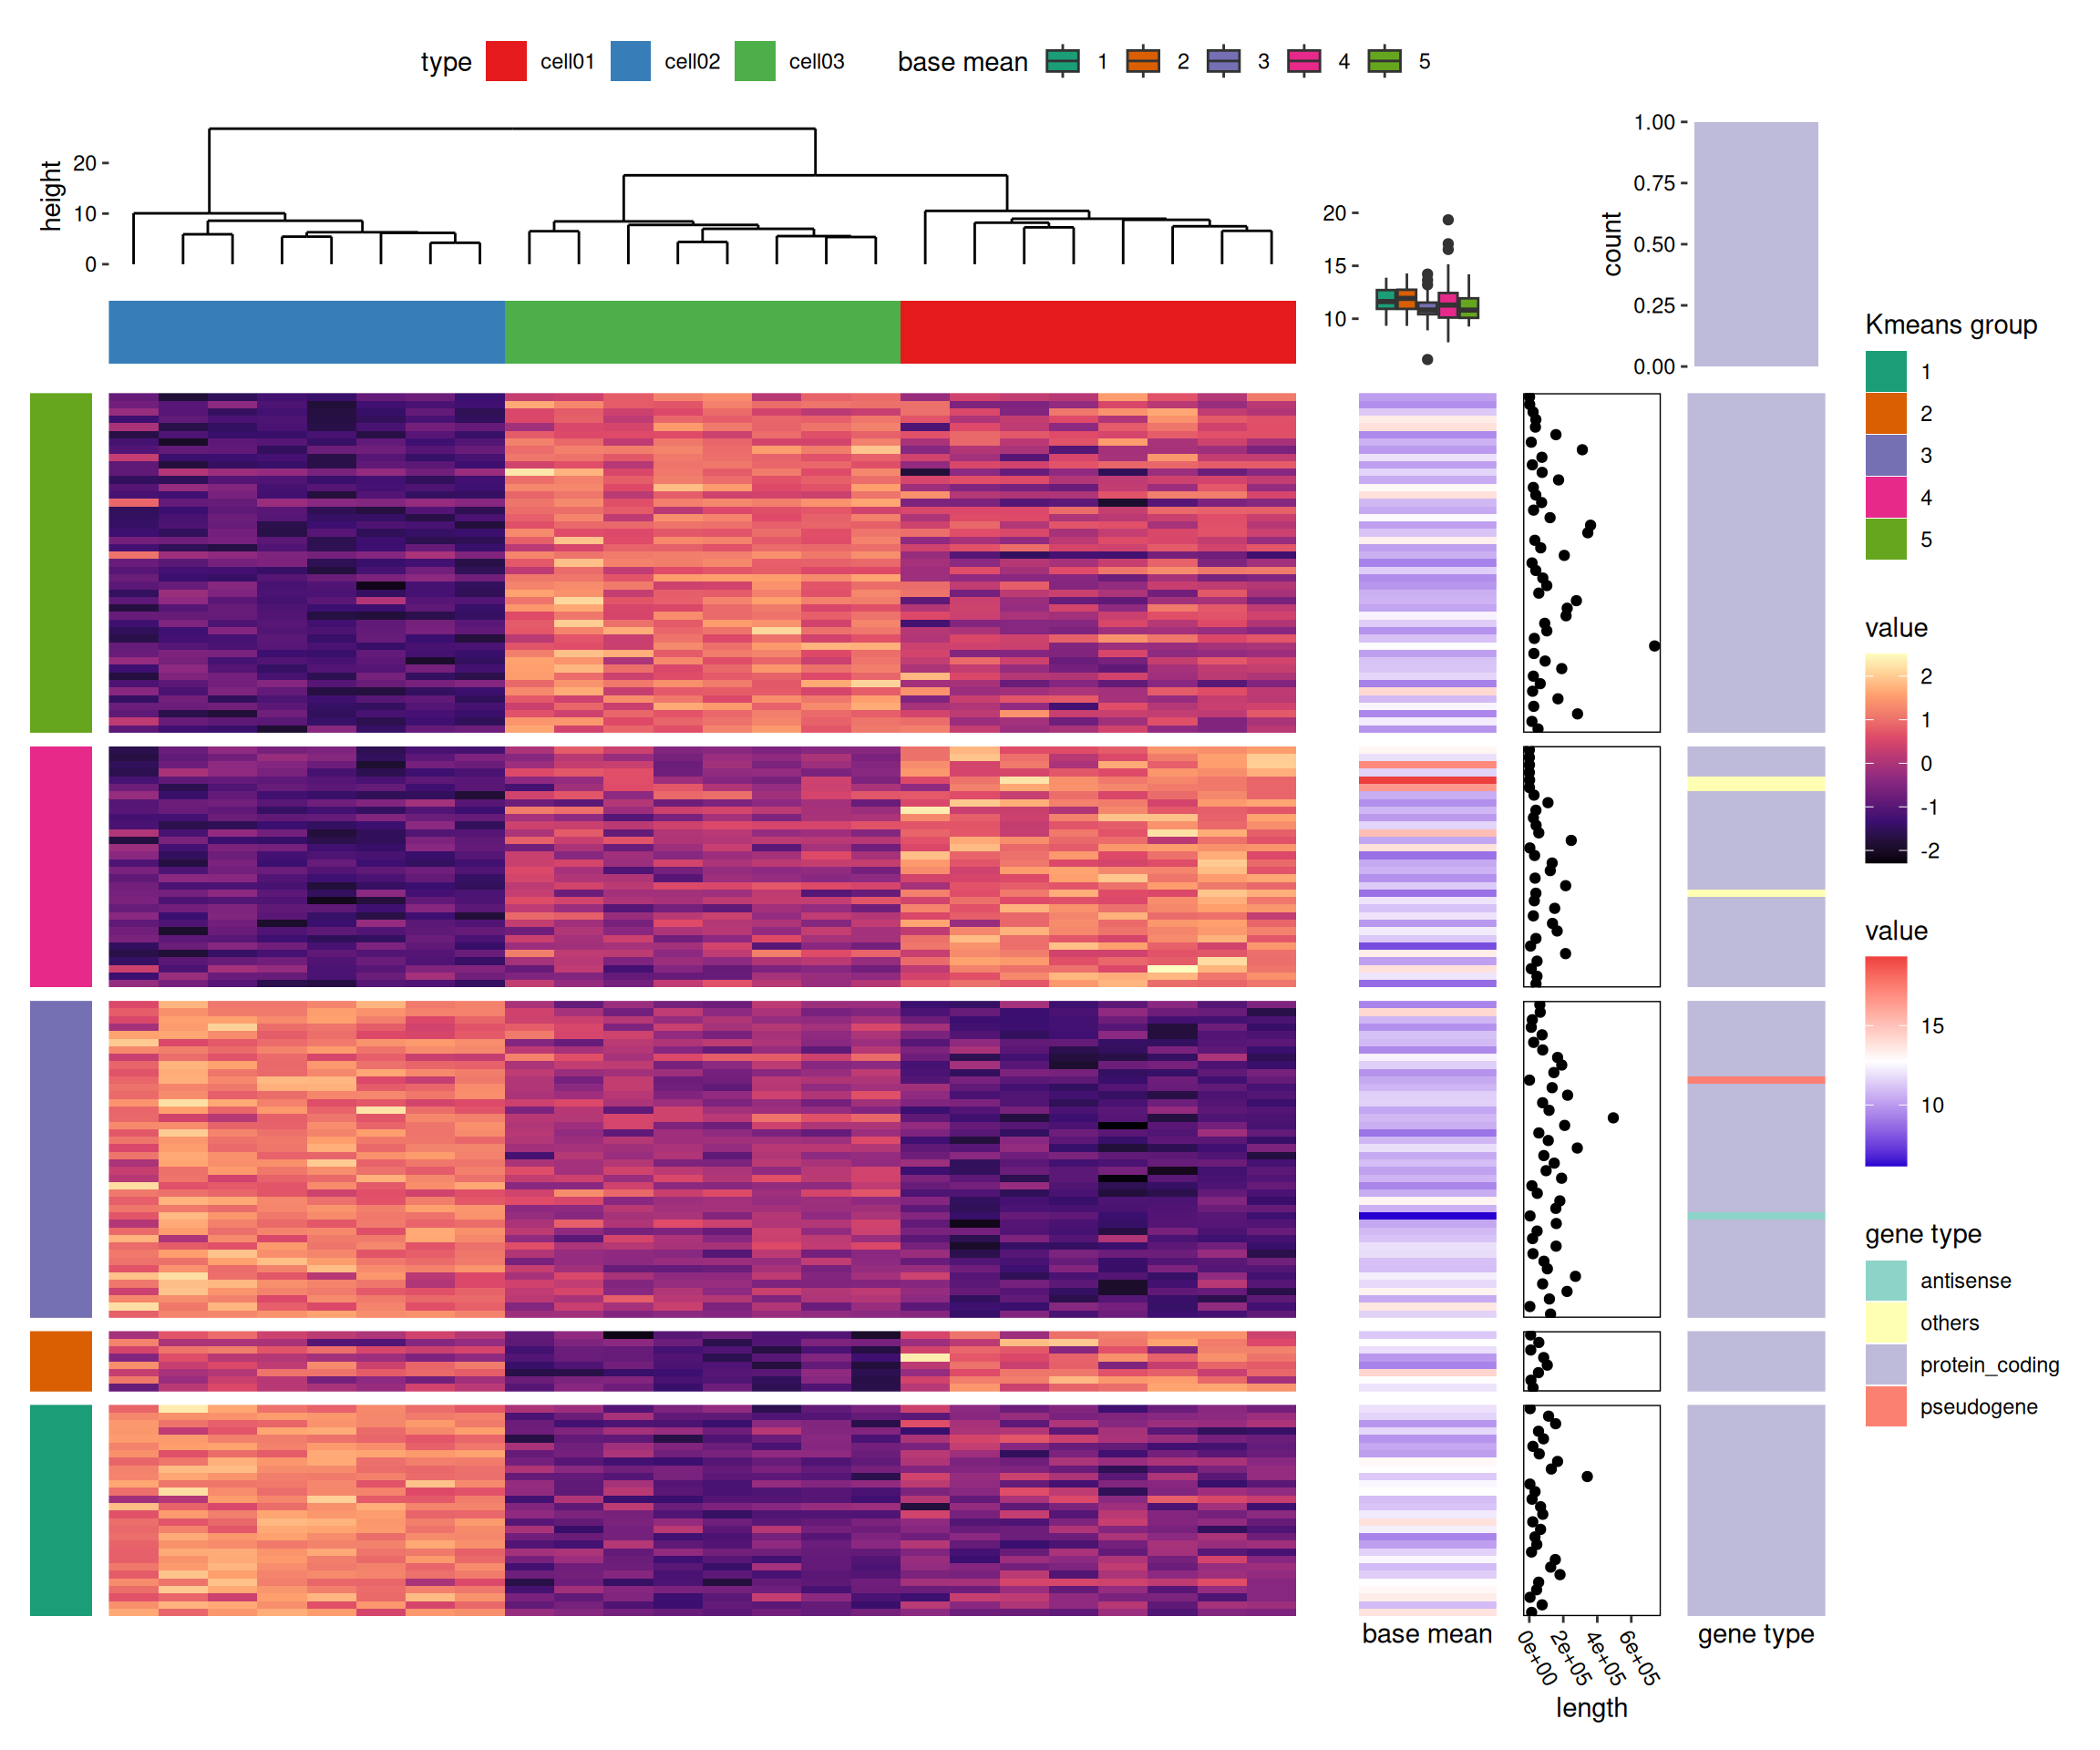 type cell01 cell02 cell03 base mean 1 2 3 4 5
height
20
10
0
20
15
10
count
1.00
0.75
0.50
0.25
0.00
Kmeans group
1
2
3
4
5
value
2
1
0
-1
-2
value
15
10
gene type
antisense
others
protein_coding
pseudogene
base mean
0e+00 2e+05 4e+05 6e+05
length
gene type